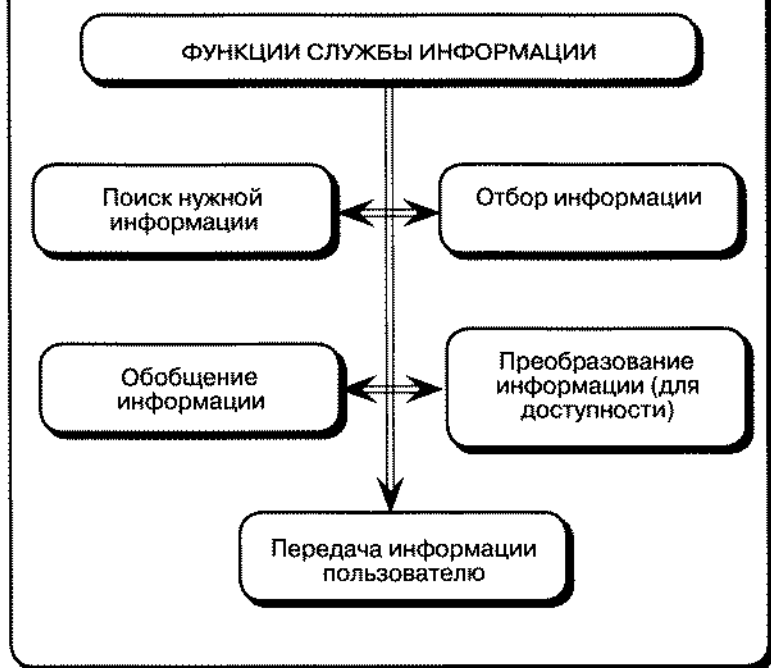 ФУНКЦИИ СЛУЖБЫ ИНФОРМАЦИИ
Поиск нужной
информации
Отбор информации
Обобщение
информации
Преобразование
информации (для
доступности)
Передача информации
пользователю